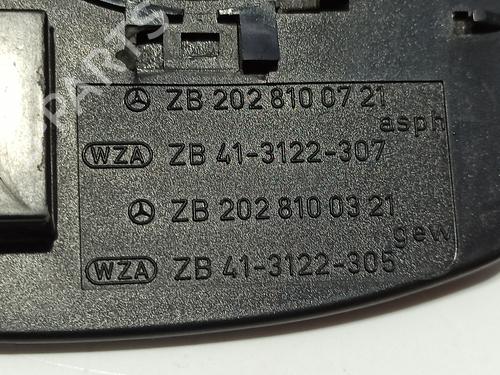 ZB 202 810 07 21
asph
WZA ZB 41-3122-307
ZB 202 810 03 21
gew
WZA ZB 41-3122-305
PARTS